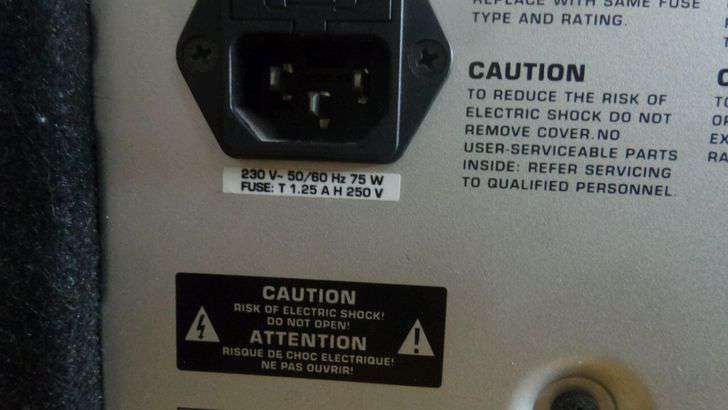 REPLACE WITH SAME FUSE
TYPE AND RATING.
CAUTION
TO REDUCE THE RISK OF
ELECTRIC SHOCK DO NOT
REMOVE COVER.NO
USER-SERVICEABLE PARTS
INSIDE: REFER SERVICING
TO QUALIFIED PERSONNEL.
230 V~ 50/60 Hz 75 W
FUSE: T 1.25 A H 250 V
CAUTION
RISK OF ELECTRIC SHOCK!
DO NOT OPEN!
ATTENTION
RISQUE DE CHOC ELECTRIQUE!
NE PAS OUVRIR!